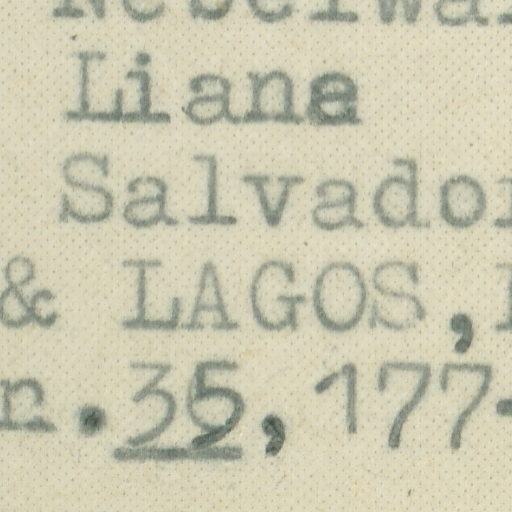 Liane
Salvador
& LAGOS,
n.35, 177-